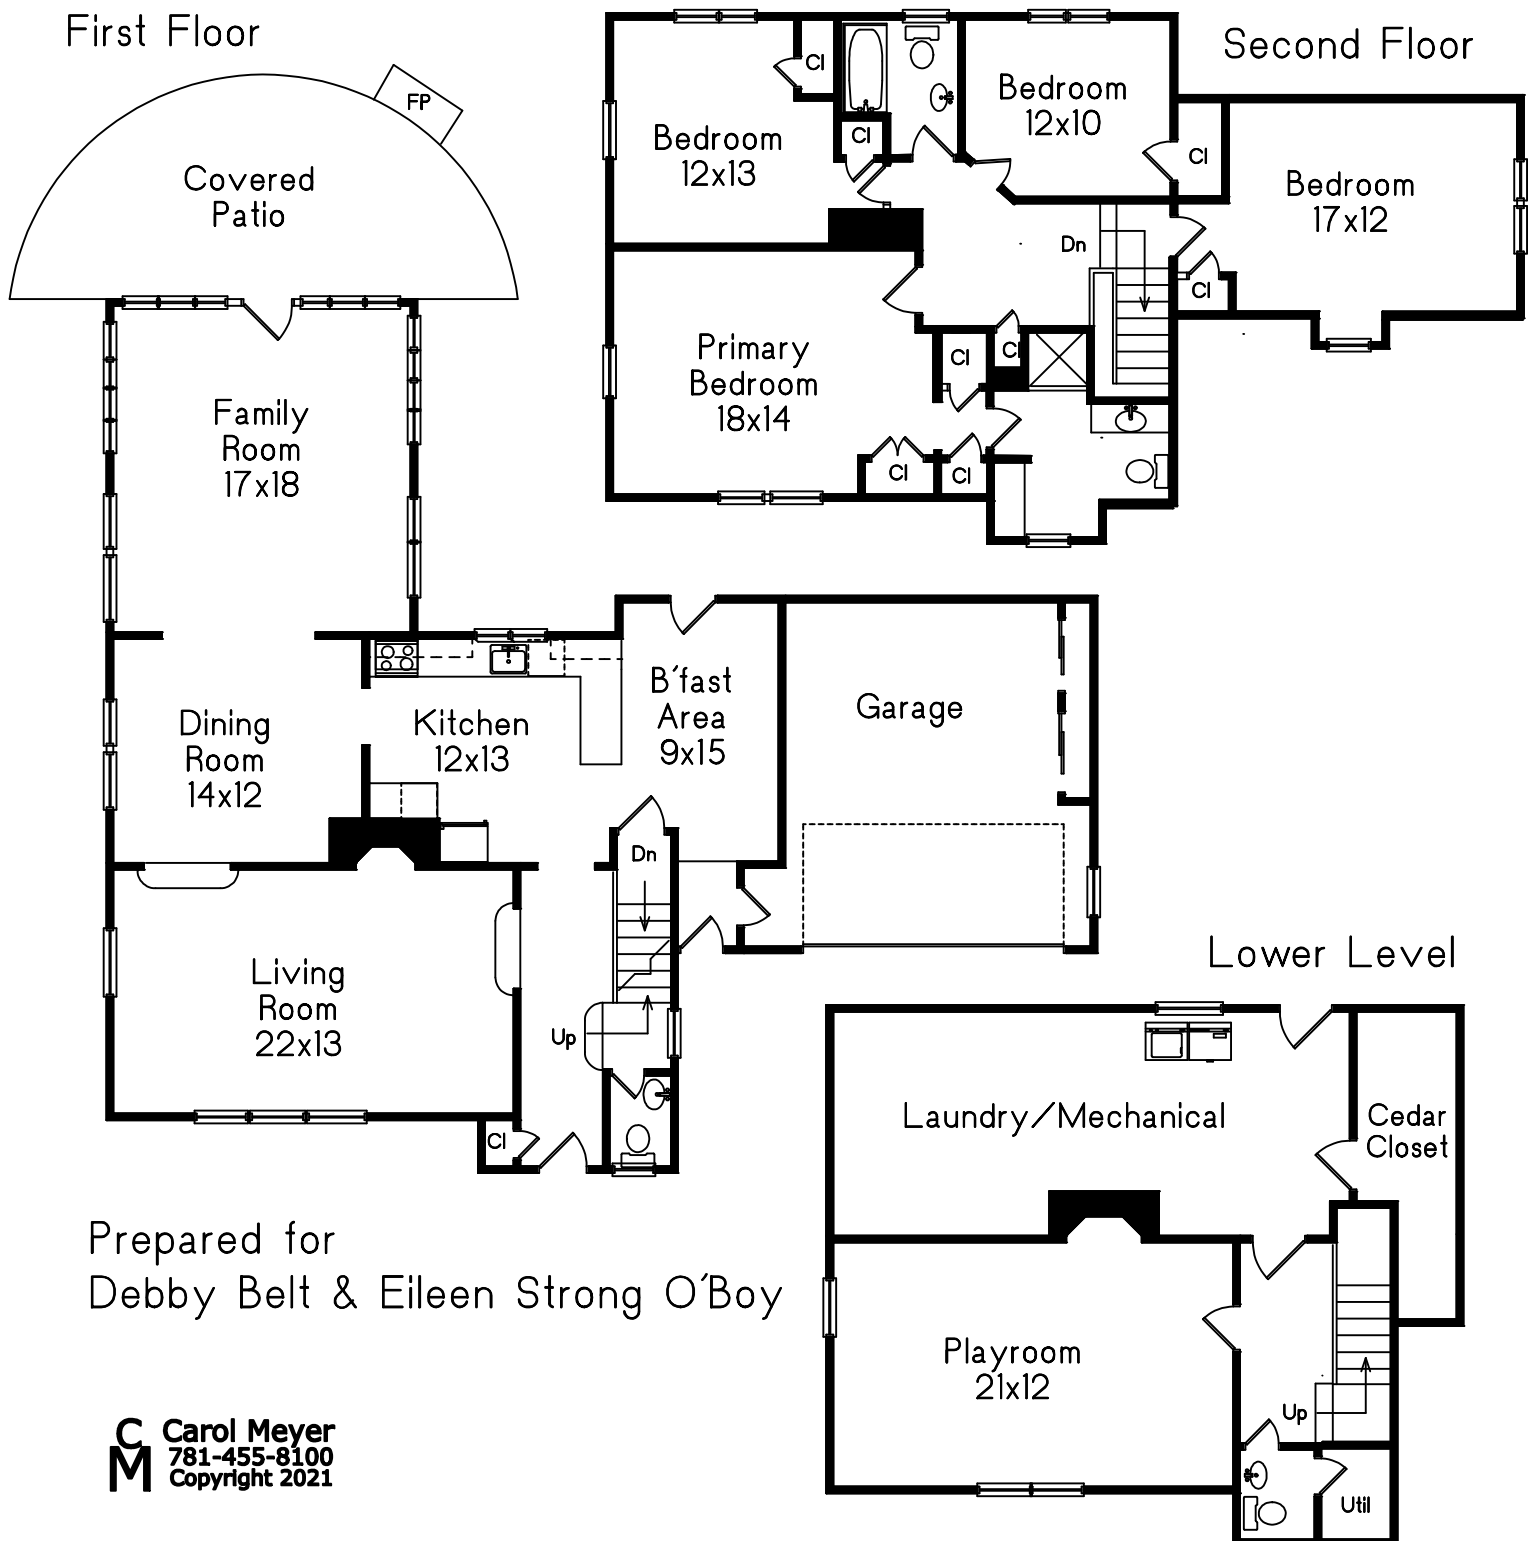 First Floor
FP
Covered
Patio
Family
Room
17x18
Dining
Room
14x12
Kitchen
12x13
B'fast
Area
9x15
Garage
Dn
Living
Room
22x13
Up
Cl
Second Floor
Bedroom
12x13
Cl
Cl
Bedroom
12x10
Cl
Bedroom
17x12
Dn
Cl
Primary
Bedroom
18x14
Cl
Cl
Cl
Cl
Lower Level
Laundry/Mechanical
Cedar
Closet
Playroom
21x12
Up
Util
Prepared for
Debby Belt & Eileen Strong O'Boy
CM
Carol Meyer
781-455-8100
Copyright 2021